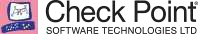 Check Point
SOFTWARE TECHNOLOGIES LTD